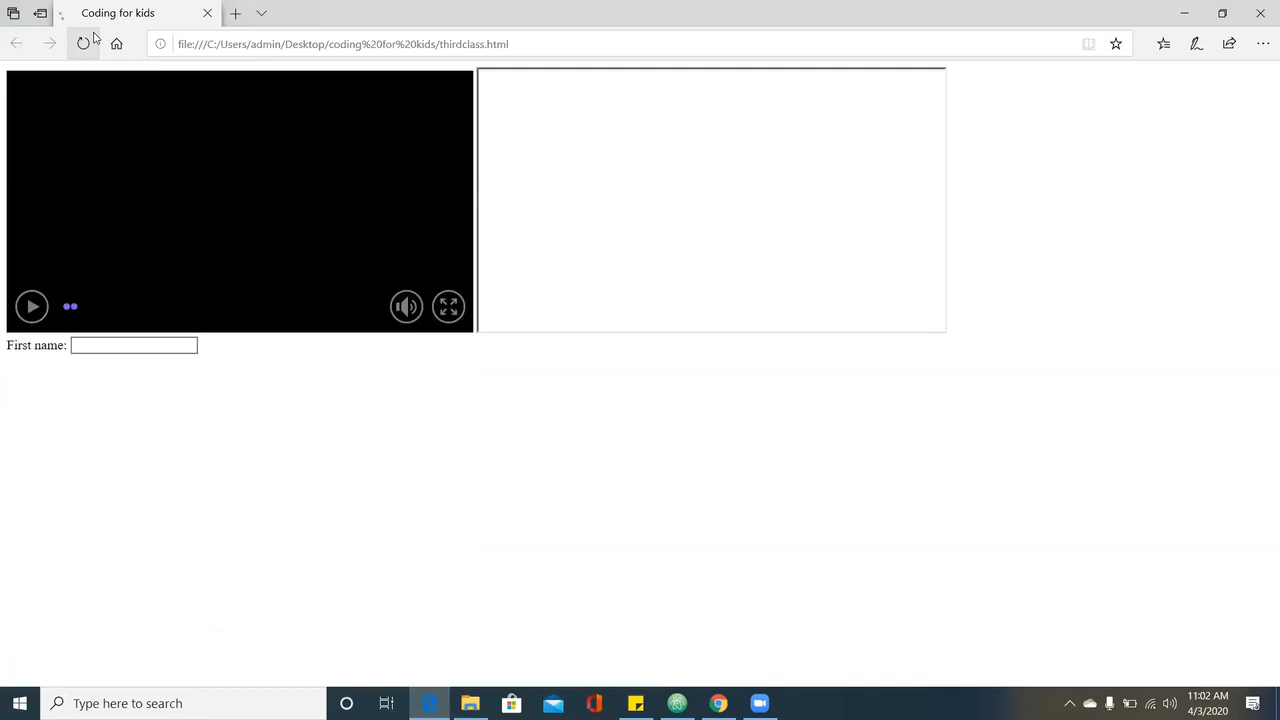 Coding for kids
file:///C:/Users/admin/Desktop/coding%20for%20kids/thirdclass.html
First name:
Type here to search
11:02 AM
4/3/2020